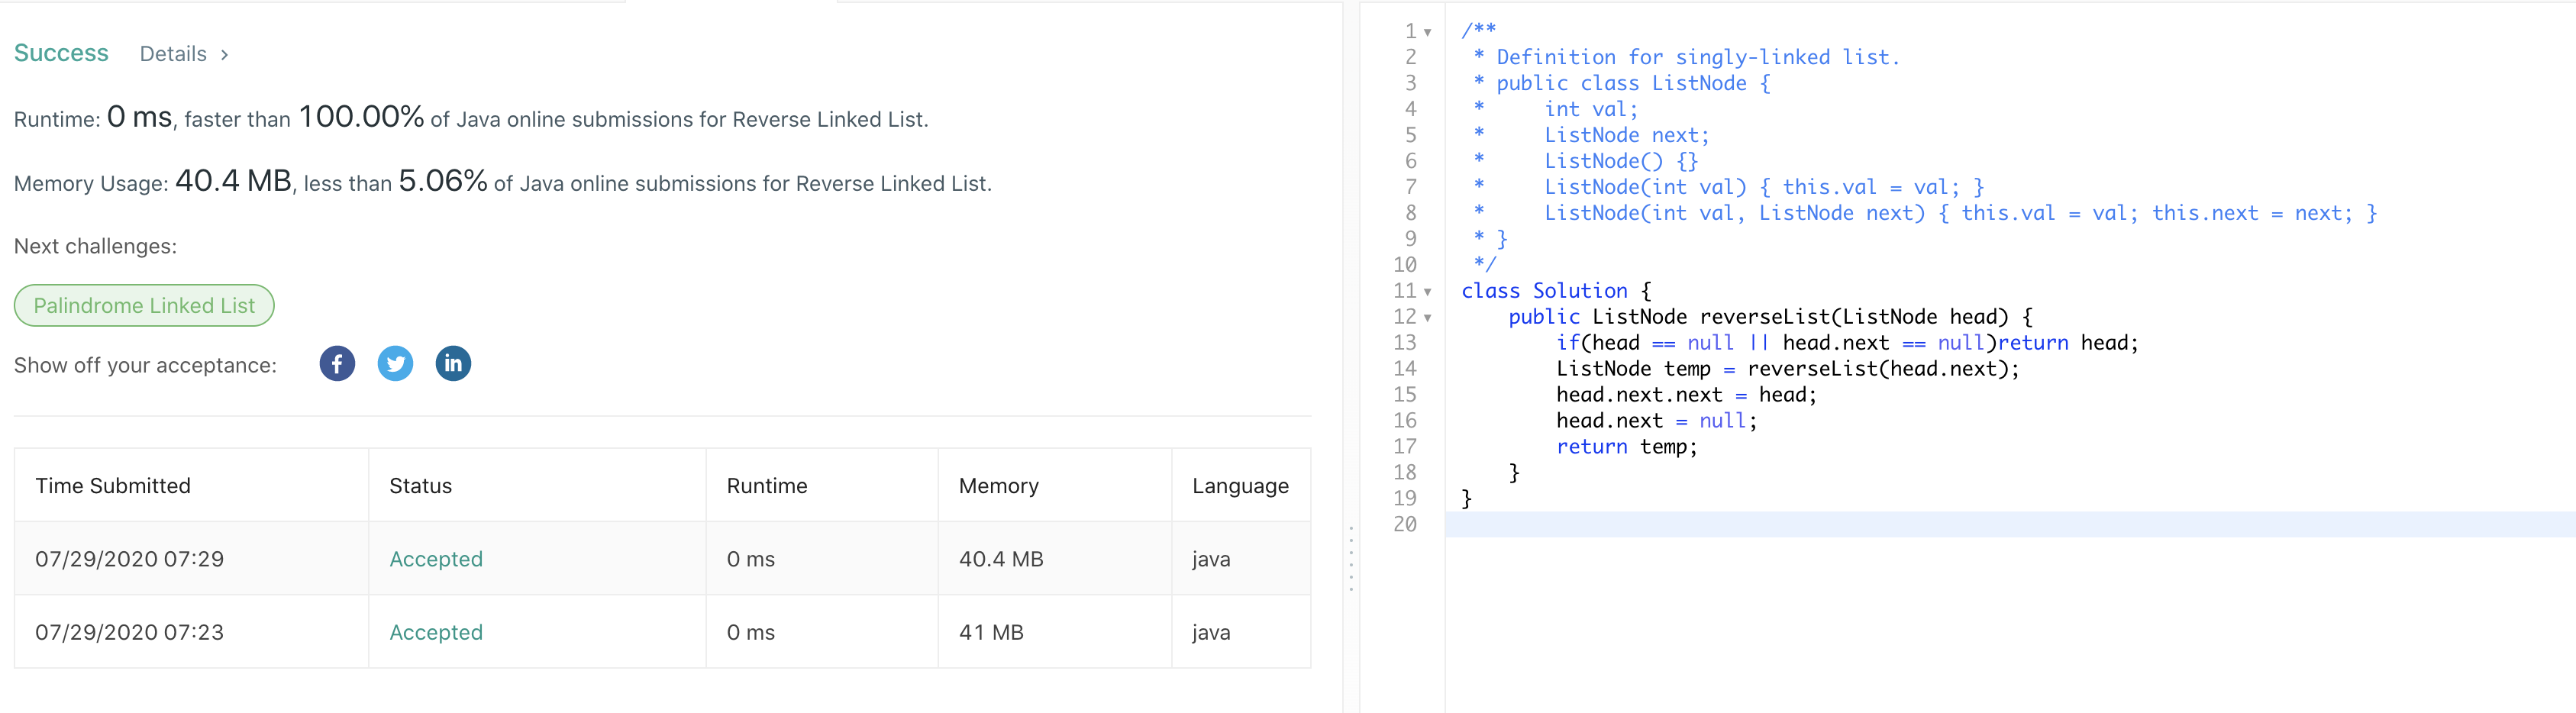 Success Details >
Runtime: 0 ms, faster than 100.00% of Java online submissions for Reverse Linked List.
Memory Usage: 40.4 MB, less than 5.06% of Java online submissions for Reverse Linked List.
Next challenges:
Palindrome Linked List
Show off your acceptance: f in
Time Submitted Status Runtime Memory Language
07/29/2020 07:29 Accepted 0 ms 40.4 MB java
07/29/2020 07:23 Accepted 0 ms 41 MB java
1 /**
2  * Definition for singly-linked list.
3  * public class ListNode {
4  *     int val;
5  *     ListNode next;
6  *     ListNode() {}
7  *     ListNode(int val) { this.val = val; }
8  *     ListNode(int val, ListNode next) { this.val = val; this.next = next; }
9  * }
10  */
11 class Solution {
12     public ListNode reverseList(ListNode head) {
13         if(head == null || head.next == null)return head;
14         ListNode temp = reverseList(head.next);
15         head.next.next = head;
16         head.next = null;
17         return temp;
18     }
19 }
20